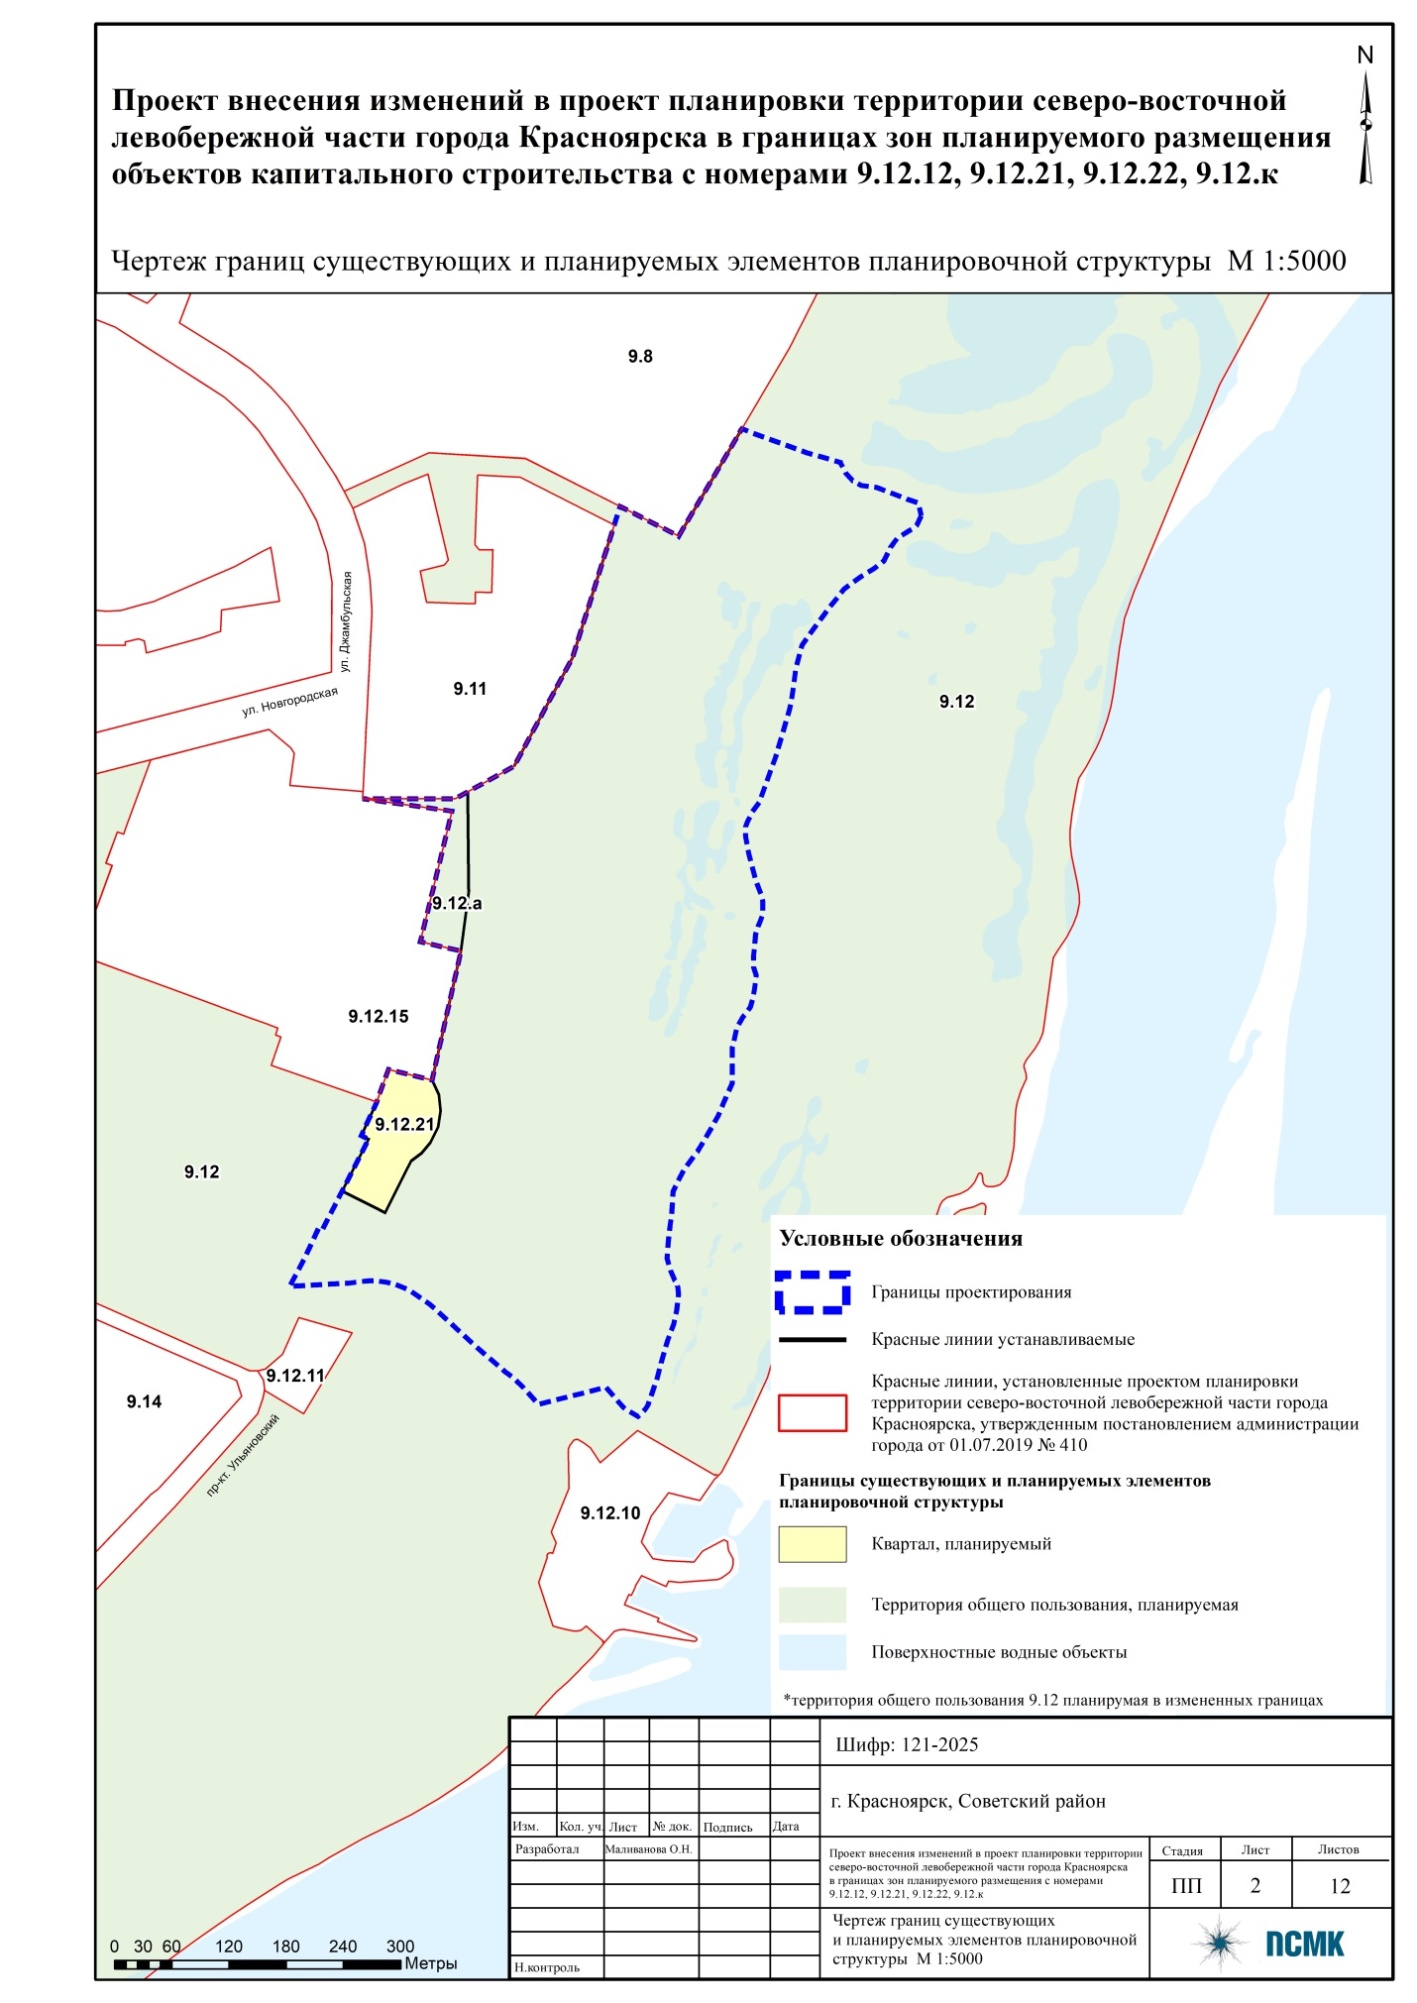 N
Проект внесения изменений в проект планировки территории северо-восточной
левобережной части города Красноярска в границах зон планируемого размещения
объектов капитального строительства с номерами 9.12.12, 9.12.21, 9.12.22, 9.12.к
Чертеж границ существующих и планируемых элементов планировочной структуры М 1:5000
9.8
ул. Джамбульская
9.11
ул. Новгородская
9.12
9.12.а
9.12.15
9.12.21
9.12
9.12.11
9.14
пр-кт. Ульяновский
9.12.10
Условные обозначения
Границы проектирования
Красные линии устанавливаемые
Красные линии, установленные проектом планировки
территории северо-восточной левобережной части города
Красноярска, утвержденным постановлением администрации
города от 01.07.2019 № 410
Границы существующих и планируемых элементов
планировочной структуры
Квартал, планируемый
Территория общего пользования, планируемая
Поверхностные водные объекты
*территория общего пользования 9.12 планирумая в измененных границах
Шифр: 121-2025
г. Красноярск, Советский район
Изм. Кол. уч. Лист № док. Подпись Дата
Разработал Маливанова О.Н.
Проект внесения изменений в проект планировки территории
северо-восточной левобережной части города Красноярска
в границах зон планируемого размещения с номерами
9.12.12, 9.12.21, 9.12.22, 9.12.к
Стадия Лист Листов
ПП 2 12
Чертеж границ существующих
и планируемых элементов планировочной
структуры М 1:5000
ПСМК
Н.контроль
0 30 60 120 180 240 300
Метры